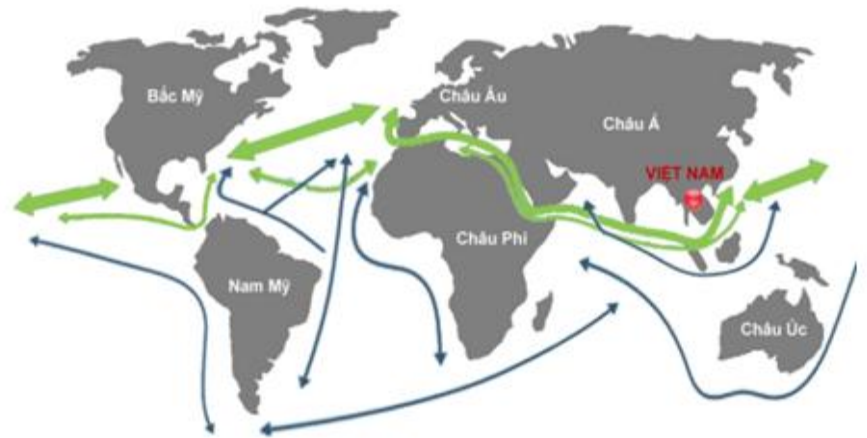 Bắc Mỹ
Châu Âu
Châu Á
VIỆT NAM
Châu Phi
Nam Mỹ
Châu Úc